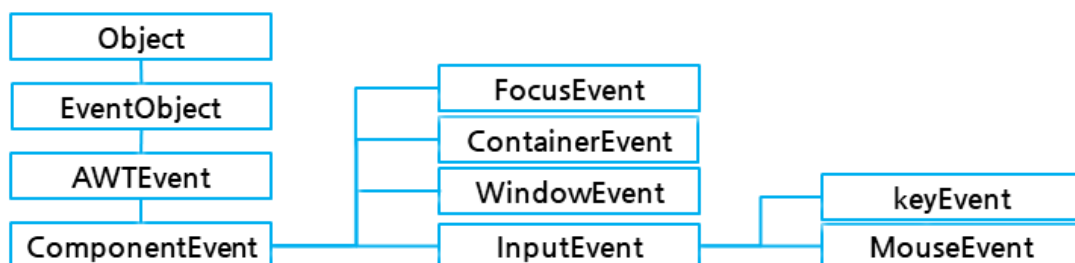 Object
EventObject
AWTEvent
ComponentEvent
FocusEvent
ContainerEvent
WindowEvent
InputEvent
keyEvent
MouseEvent